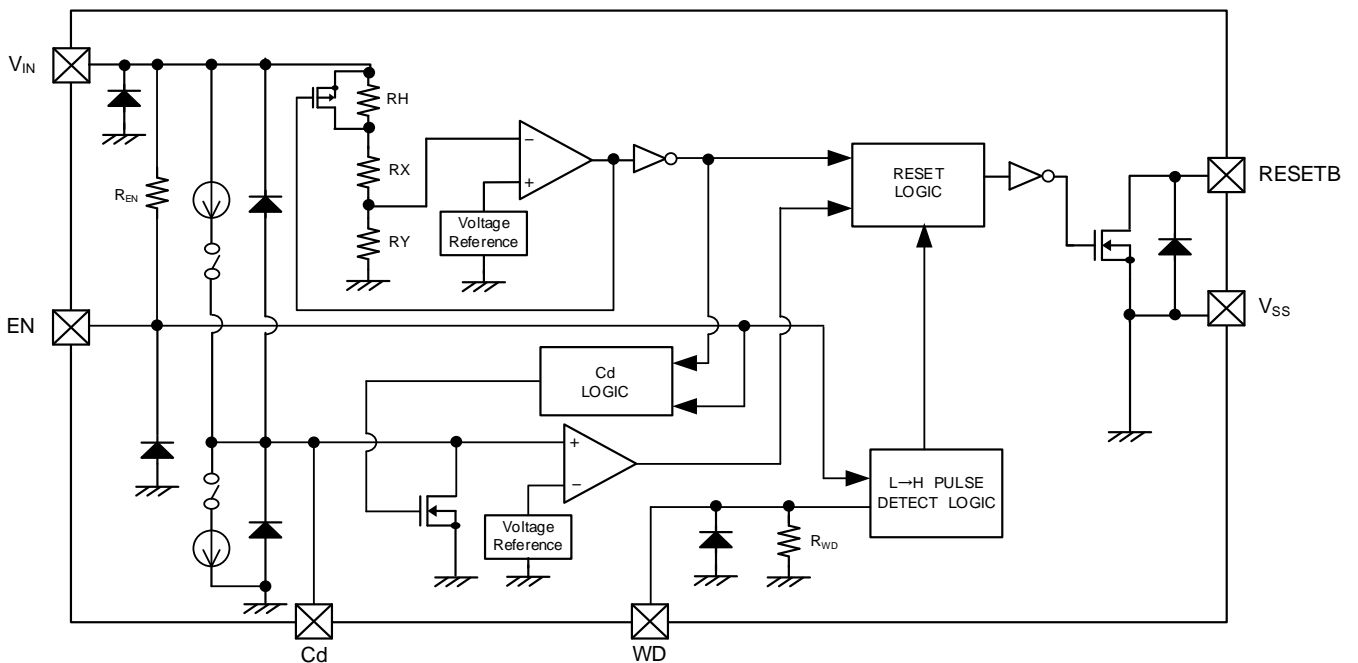 VIN
RH
RX
RY
REN
−
+
Voltage
Reference
RESET
LOGIC
RESETB
EN
VSS
Cd
LOGIC
+
−
Voltage
Reference
L→H PULSE
DETECT LOGIC
RWD
Cd
WD